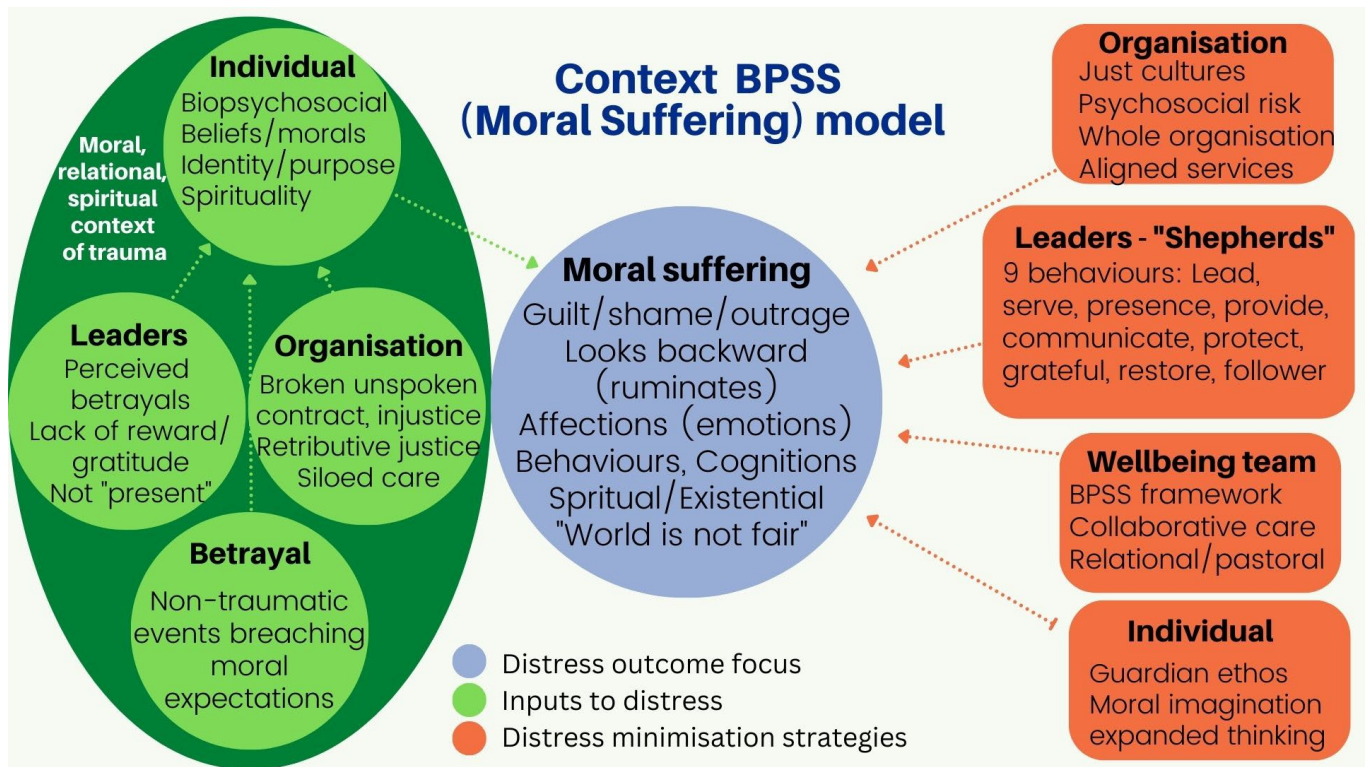 Context BPSS
(Moral Suffering) model
Moral,
relational,
spiritual
context
of trauma
Individual
Biopsychosocial
Beliefs/morals
Identity/purpose
Spirituality
Leaders
Perceived
betrayals
Lack of reward/
gratitude
Not "present"
Organisation
Broken unspoken
contract, injustice
Retributive justice
Siloed care
Betrayal
Non-traumatic
events breaching
moral
expectations
Moral suffering
Guilt/shame/outrage
Looks backward
(ruminates)
Affections (emotions)
Behaviours, Cognitions
Spritual/Existential
"World is not fair"
Distress outcome focus
Inputs to distress
Distress minimisation strategies
Organisation
Just cultures
Psychosocial risk
Whole organisation
Aligned services
Leaders - "Shepherds"
9 behaviours: Lead,
serve, presence, provide,
communicate, protect,
grateful, restore, follower
Wellbeing team
BPSS framework
Collaborative care
Relational/pastoral
Individual
Guardian ethos
Moral imagination
expanded thinking